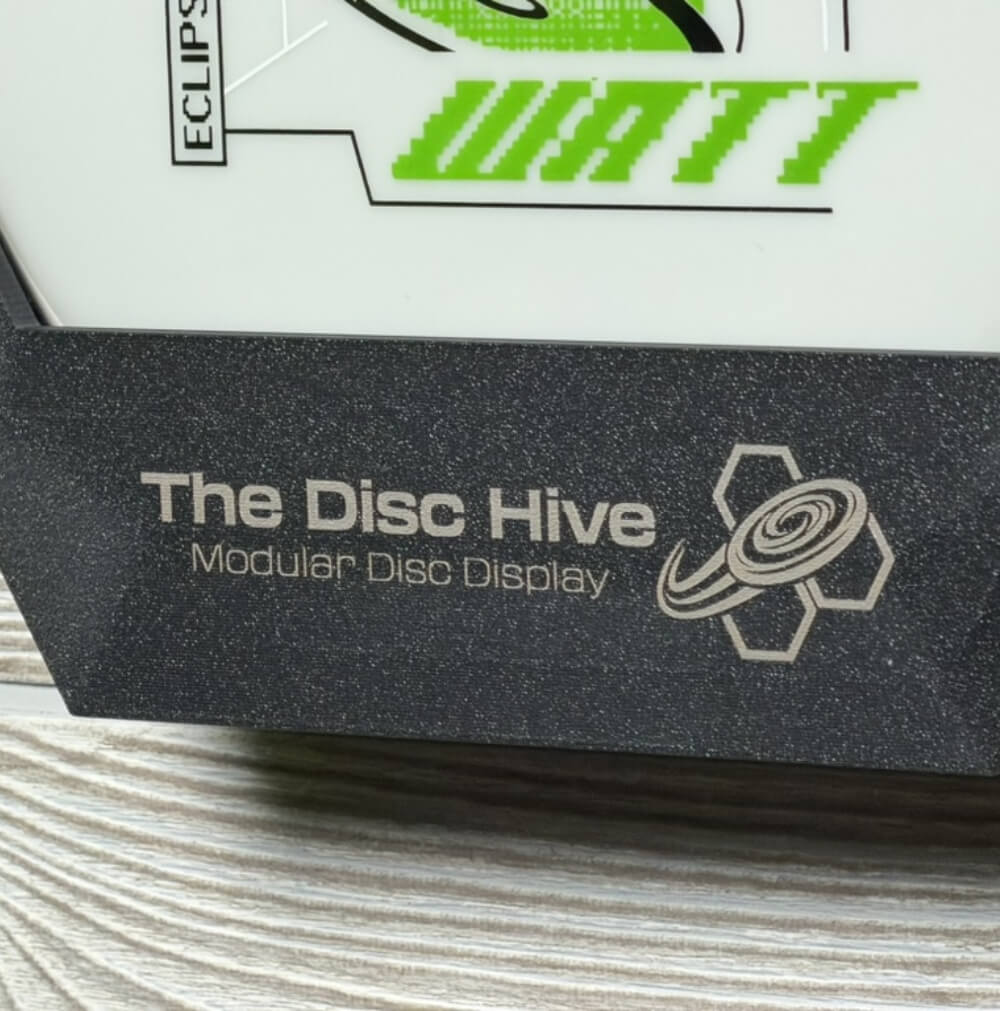 ECLIPS
WATT
The Disc Hive
Modular Disc Display